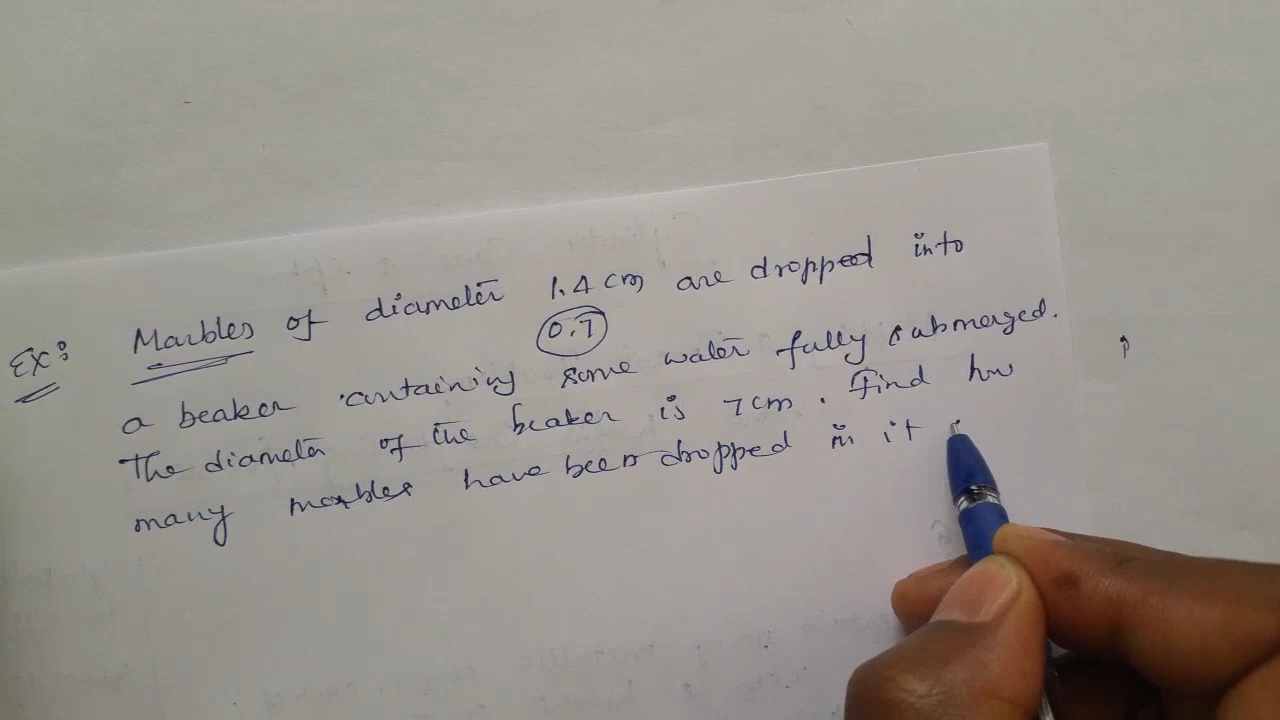 Ex: Marbles of diameter 1.4 cm are dropped into
0.7
a beaker containing some water fully submerged.
The diameter of the beaker is 7 cm. Find how
many marbles have been dropped in it